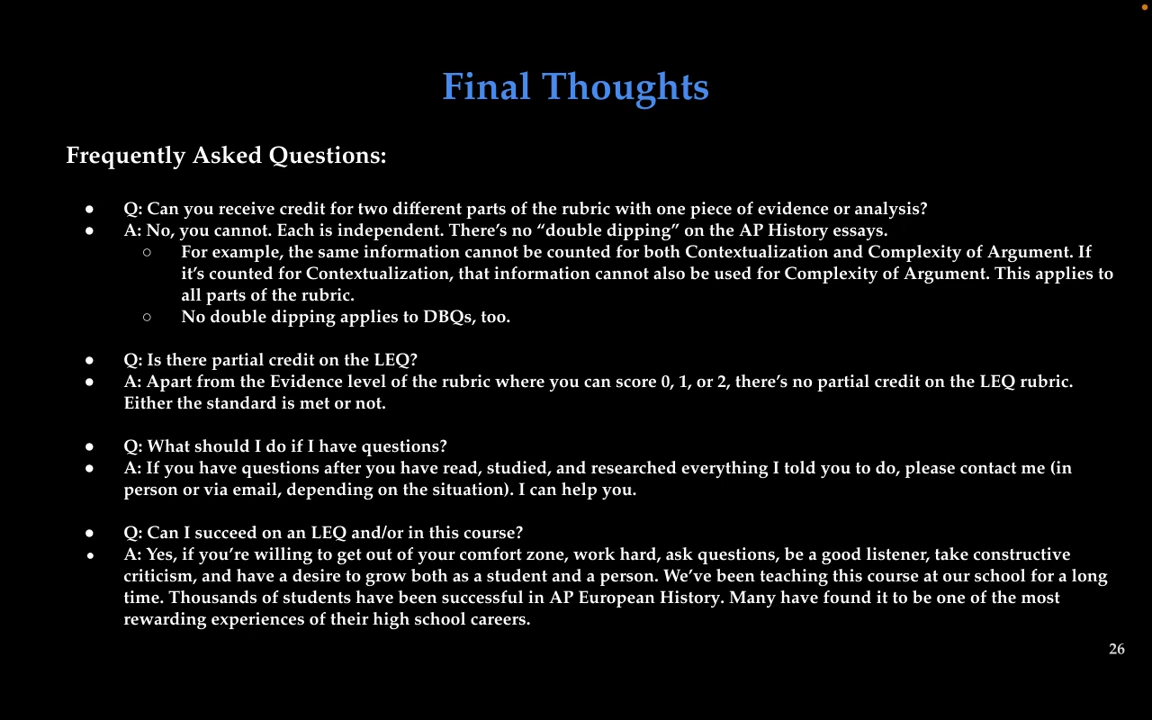 Final Thoughts
Frequently Asked Questions:
● Q: Can you receive credit for two different parts of the rubric with one piece of evidence or analysis?
● A: No, you cannot. Each is independent. There’s no “double dipping” on the AP History essays.
○ For example, the same information cannot be counted for both Contextualization and Complexity of Argument. If
it’s counted for Contextualization, that information cannot also be used for Complexity of Argument. This applies to
all parts of the rubric.
○ No double dipping applies to DBQs, too.
● Q: Is there partial credit on the LEQ?
● A: Apart from the Evidence level of the rubric where you can score 0, 1, or 2, there’s no partial credit on the LEQ rubric.
Either the standard is met or not.
● Q: What should I do if I have questions?
● A: If you have questions after you have read, studied, and researched everything I told you to do, please contact me (in
person or via email, depending on the situation). I can help you.
● Q: Can I succeed on an LEQ and/or in this course?
● A: Yes, if you’re willing to get out of your comfort zone, work hard, ask questions, be a good listener, take constructive
criticism, and have a desire to grow both as a student and a person. We’ve been teaching this course at our school for a long
time. Thousands of students have been successful in AP European History. Many have found it to be one of the most
rewarding experiences of their high school careers.
26